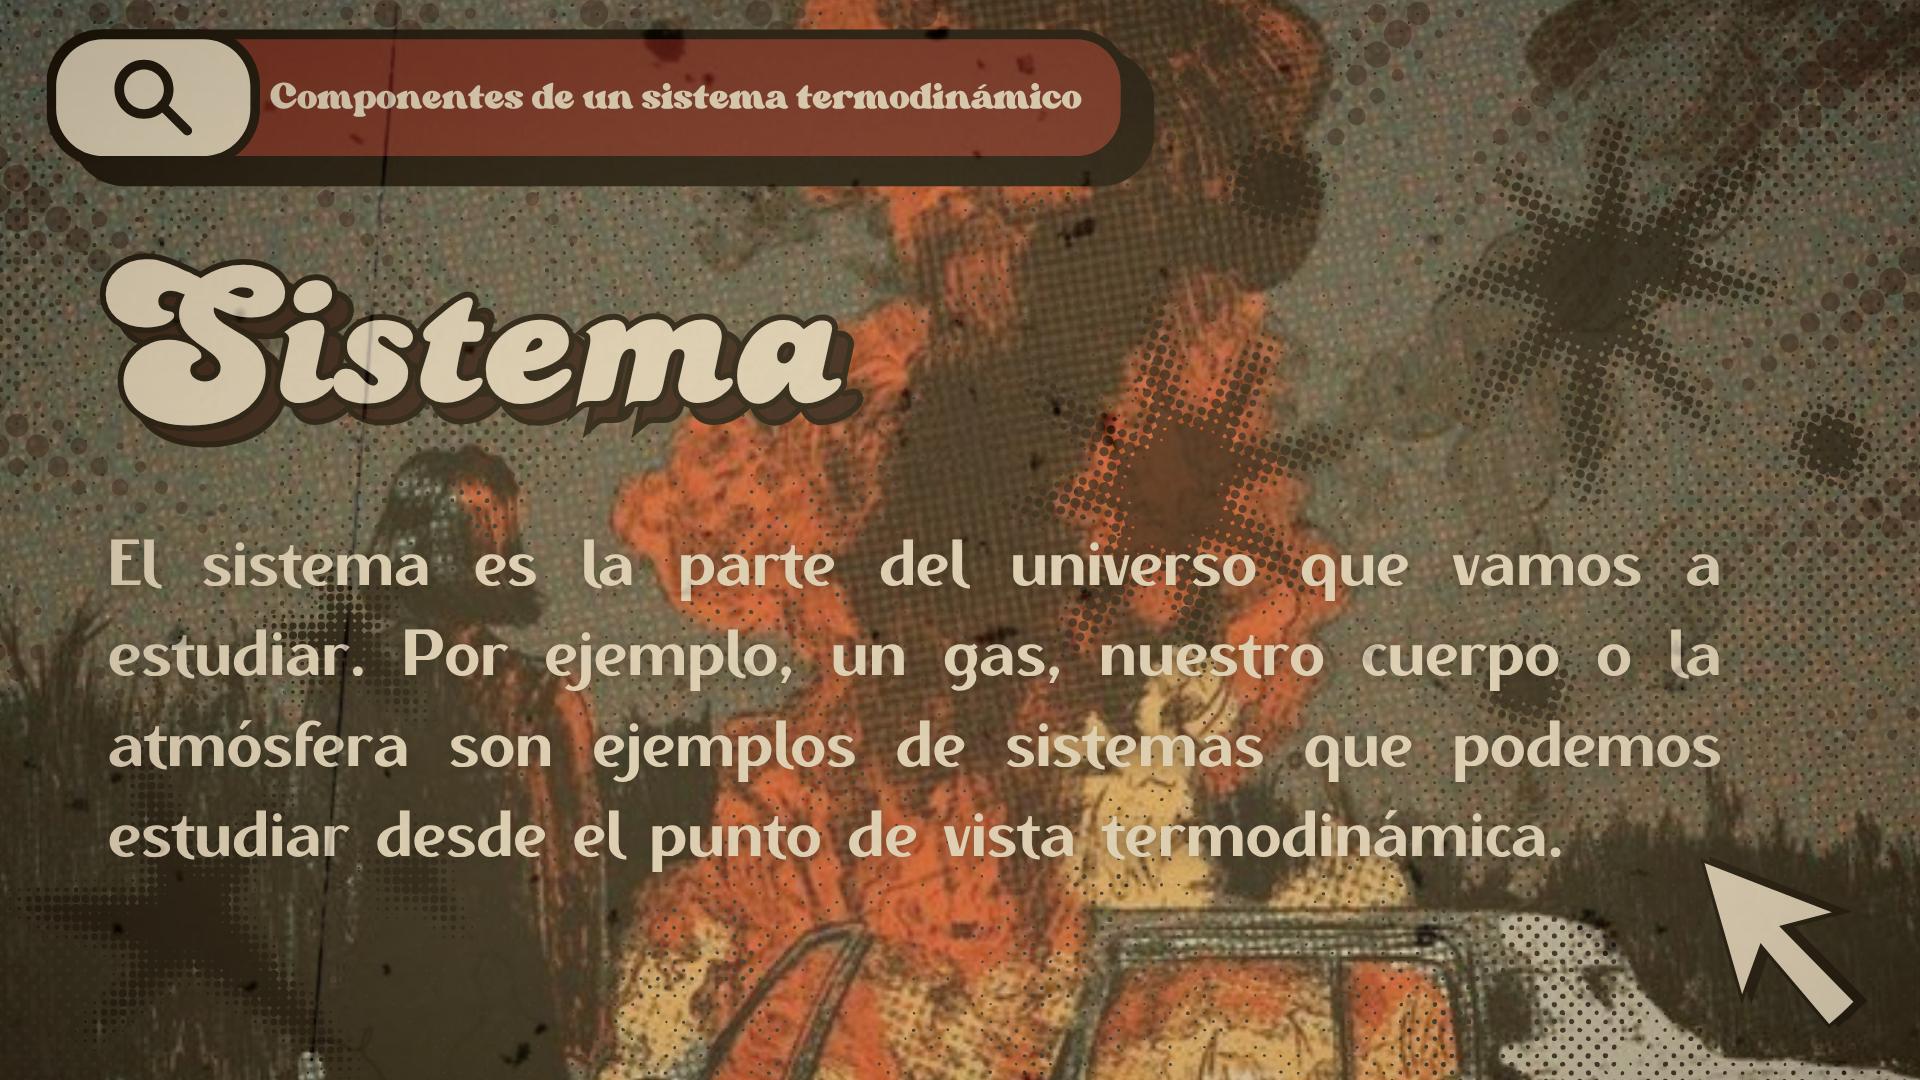 Componentes de un sistema termodinámico
Sistema
El sistema es la parte del universo que vamos a
estudiar. Por ejemplo, un gas, nuestro cuerpo o la
atmósfera son ejemplos de sistemas que podemos
estudiar desde el punto de vista termodinámica.